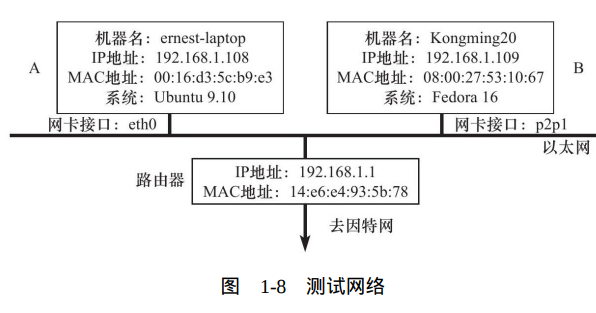 A
机器名：ernest-laptop
IP地址：192.168.1.108
MAC地址：00:16:d3:5c:b9:e3
系统：Ubuntu 9.10
机器名：Kongming20
IP地址：192.168.1.109
MAC地址：08:00:27:53:10:67
系统：Fedora 16
B
网卡接口：eth0
网卡接口：p2p1
以太网
路由器
IP地址：192.168.1.1
MAC地址：14:e6:e4:93:5b:78
去因特网
图 1-8 测试网络